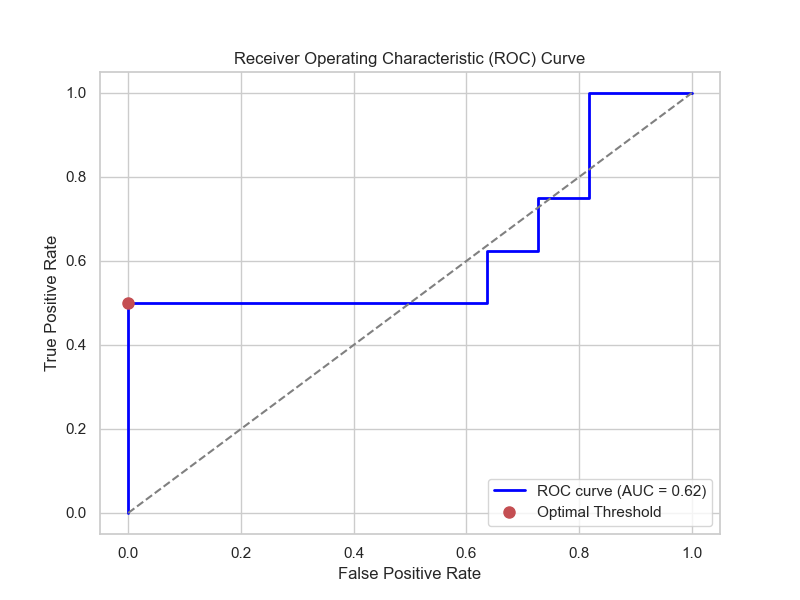 Receiver Operating Characteristic (ROC) Curve
True Positive Rate
1.0
0.8
0.6
0.4
0.2
0.0
0.0 0.2 0.4 0.6 0.8 1.0
False Positive Rate
ROC curve (AUC = 0.62)
Optimal Threshold